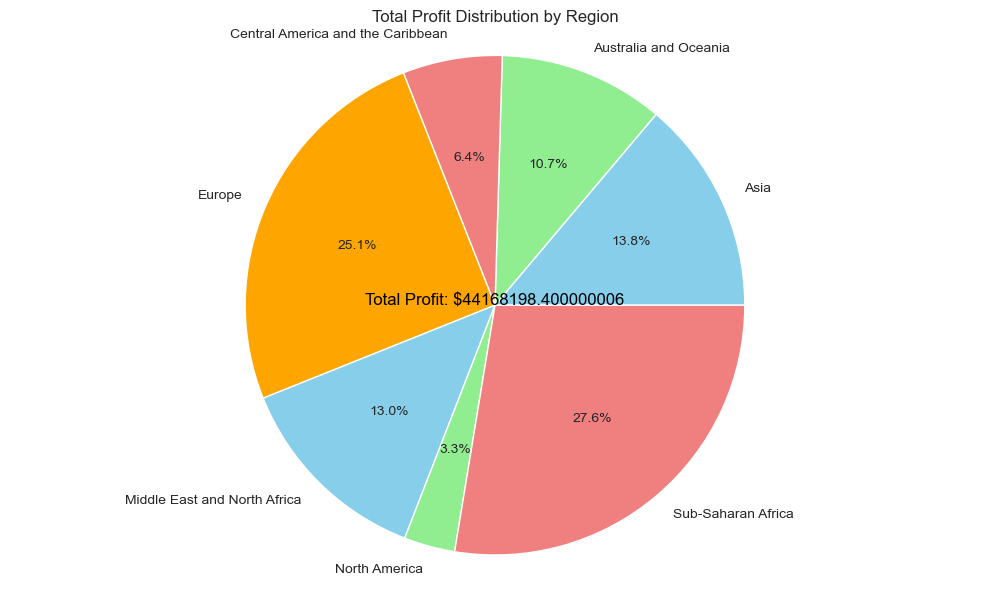 Total Profit Distribution by Region
Central America and the Caribbean
Australia and Oceania
6.4%
10.7%
Asia
Europe
13.8%
25.1%
Total Profit: $44168198.400000006
13.0%
27.6%
3.3%
Middle East and North Africa
Sub-Saharan Africa
North America